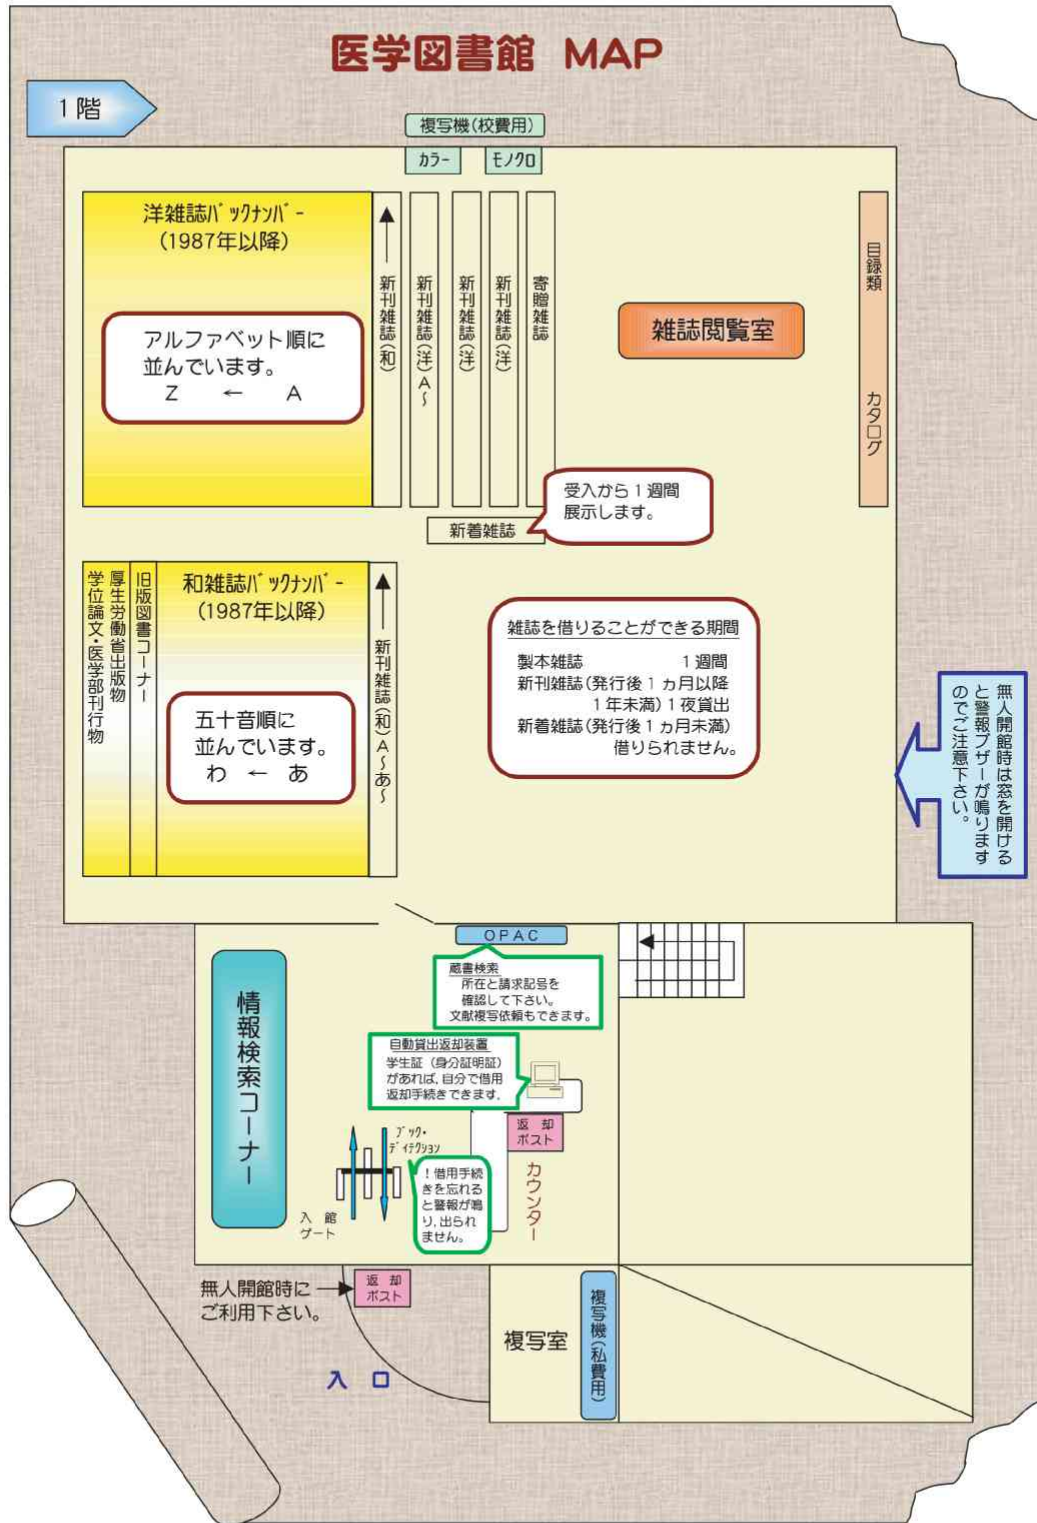 医学図書館 MAP
1階
複写機(校費用)
カラー
モノクロ
洋雑誌バックナンバー
(1987年以降)
アルファベット順に
並んでいます。
Z ← A
新刊雑誌(和)
新刊雑誌(洋)A~
新刊雑誌(洋)
新刊雑誌(洋)
寄贈雑誌
雑誌閲覧室
目録類 カタログ
受入から1週間
展示します。
新着雑誌
学位論文・医学部刊行物
厚生労働省出版物
旧版図書コーナー
和雑誌バックナンバー
(1987年以降)
五十音順に
並んでいます。
わ ← あ
新刊雑誌(和)A~あ~
雑誌を借りることができる期間
製本雑誌 1週間
新刊雑誌(発行後1ヵ月以降
1年未満)1夜貸出
新着雑誌(発行後1ヵ月未満)
借りられません。
無人開館時は窓を開ける
と警報ブザーが鳴ります
のでご注意下さい。
OPAC
蔵書検索
所在と請求記号を
確認して下さい。
文献複写依頼もできます。
情報検索コーナー
自動貸出返却装置
学生証(身分証明証)
があれば,自分で借用
返却手続きできます.
返却
ポスト
カウンター
ブック・
ディテクション
!借用手続
きを忘れる
と警報が鳴
り,出られ
ません。
入館
ゲート
無人開館時に
ご利用下さい。
返却
ポスト
入口
複写室
複写機(私費用)